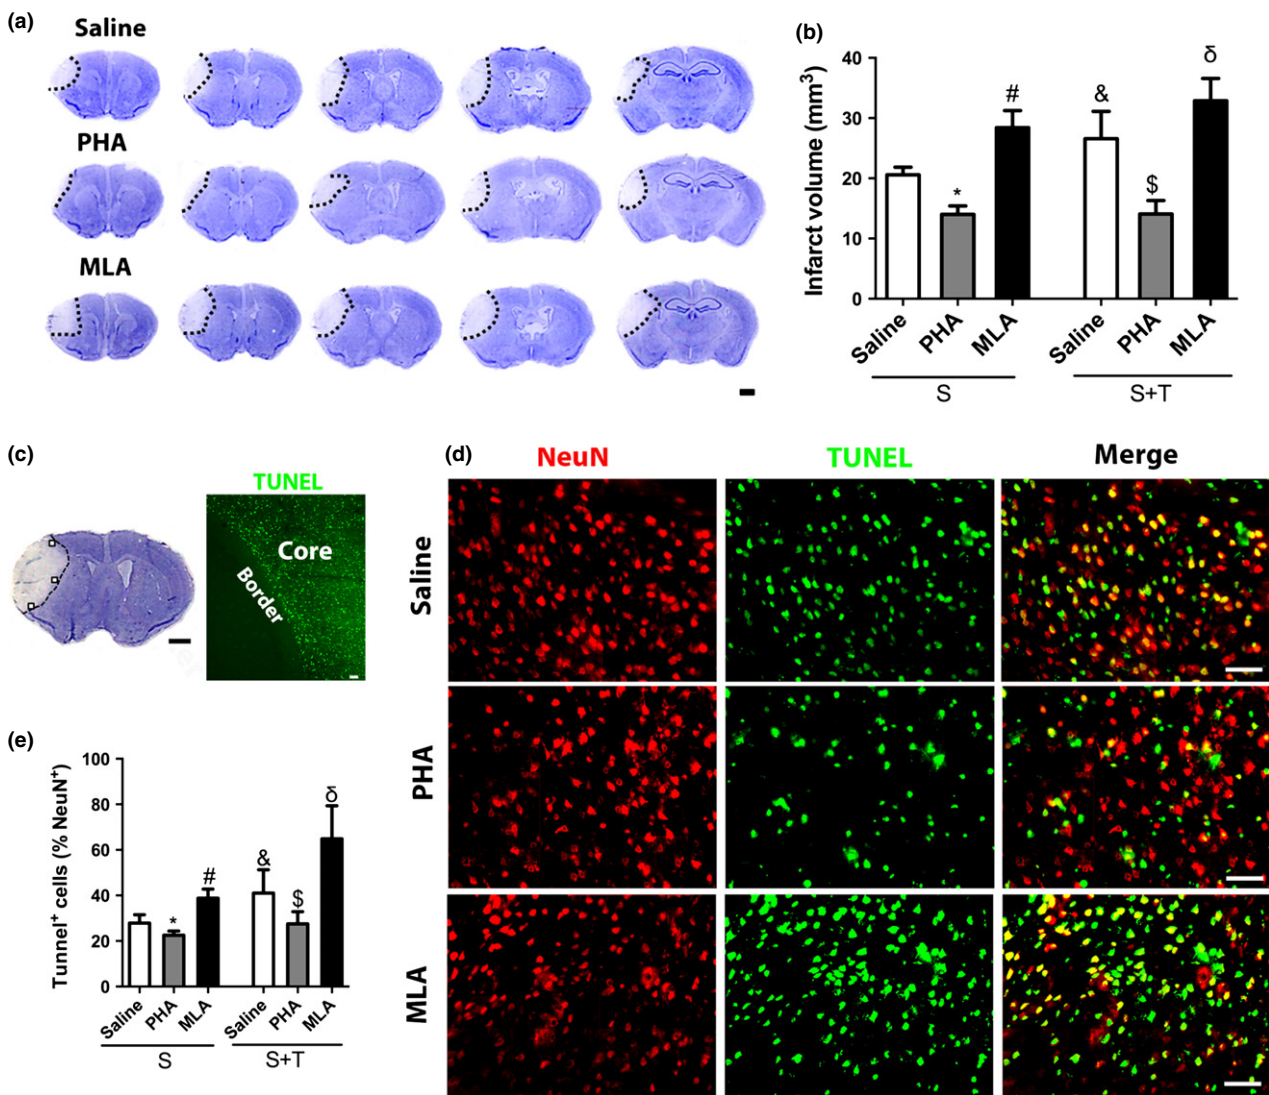 (a)
Saline
PHA
MLA
(b)
Infarct volume (mm³)
40
30
20
10
0
*
#
&
$
δ
Saline
PHA
MLA
Saline
PHA
MLA
S
S+T
(c)
TUNEL
Core
Border
(d)
NeuN
TUNEL
Merge
Saline
PHA
MLA
(e)
Tunnel⁺ cells (% NeuN⁺)
100
80
60
40
20
0
*
#
&
$
δ
Saline
PHA
MLA
Saline
PHA
MLA
S
S+T